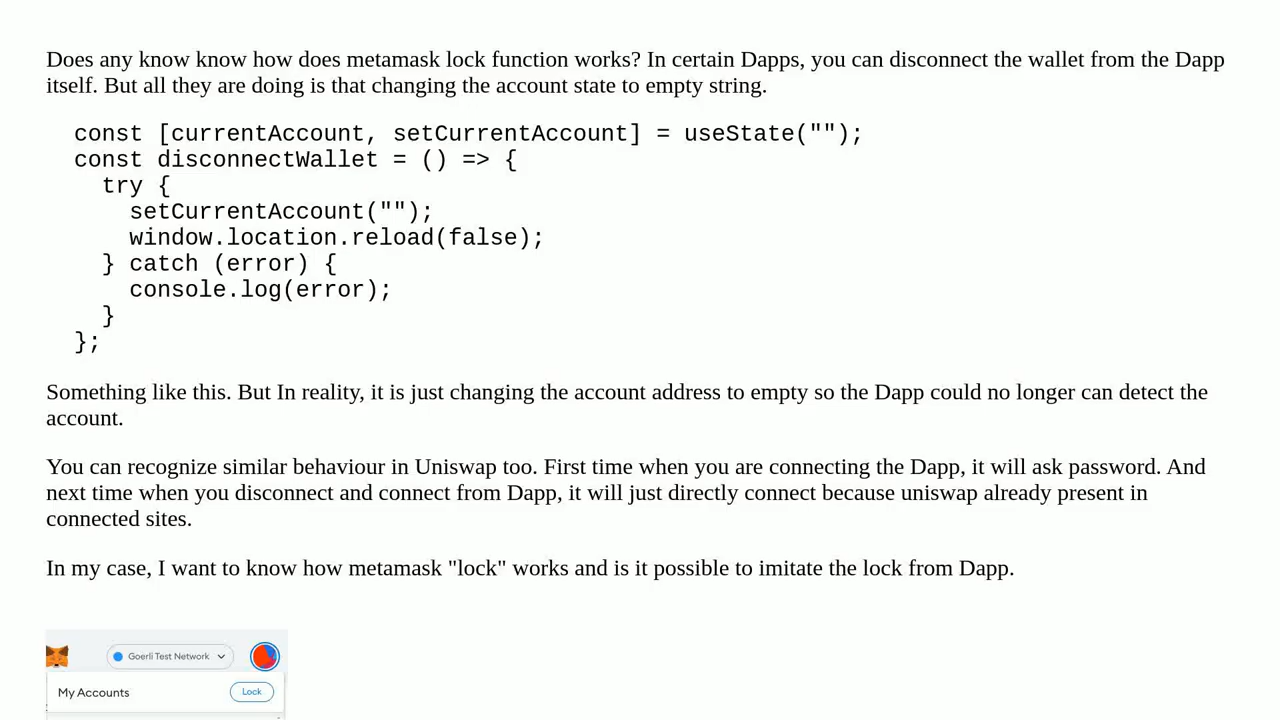 Does any know know how does metamask lock function works? In certain Dapps, you can disconnect the wallet from the Dapp
itself. But all they are doing is that changing the account state to empty string.
const [currentAccount, setCurrentAccount] = useState("");
const disconnectWallet = () => {
try {
setCurrentAccount("");
window.location.reload(false);
} catch (error) {
console.log(error);
}
};
Something like this. But In reality, it is just changing the account address to empty so the Dapp could no longer can detect the
account.
You can recognize similar behaviour in Uniswap too. First time when you are connecting the Dapp, it will ask password. And
next time when you disconnect and connect from Dapp, it will just directly connect because uniswap already present in
connected sites.
In my case, I want to know how metamask "lock" works and is it possible to imitate the lock from Dapp.
Goerli Test Network
My Accounts Lock